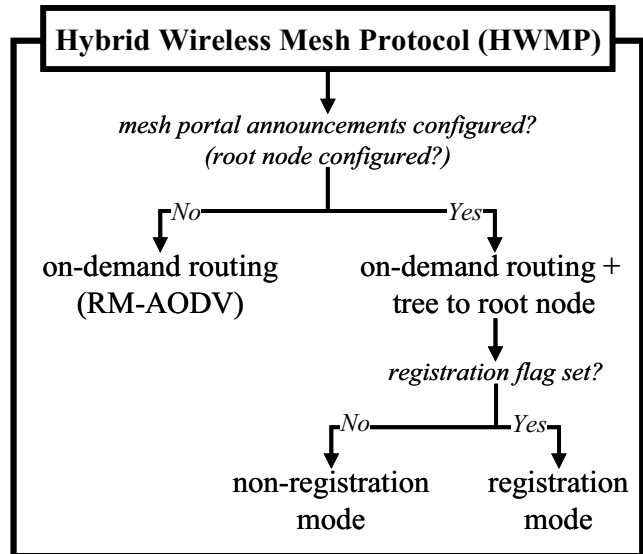 Hybrid Wireless Mesh Protocol (HWMP)
mesh portal announcements configured?
(root node configured?)
No
Yes
on-demand routing
(RM-AODV)
on-demand routing +
tree to root node
registration flag set?
No
Yes
non-registration
mode
registration
mode